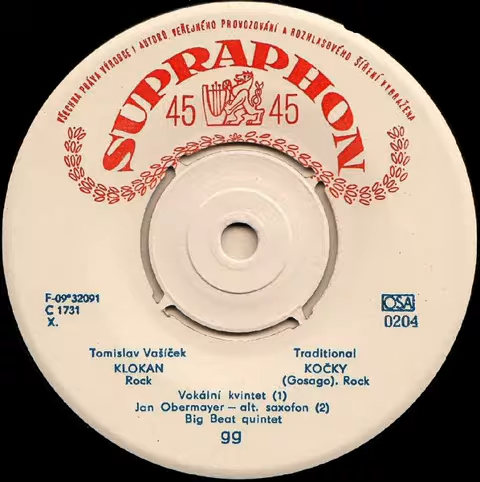 VŠECHNA PRÁVA VÝROBCE I AUTORŮ VEŘEJNÉHO PROVOZOVÁNÍ A ROZHLASOVÉHO ŠÍŘENÍ VYHRAŽENA
SUPRAPHON
45 45
F-09*32091
C 1731
X.
OSA
0204
Tomislav Vašíček
KLOKAN
Rock
Traditional
KOČKY
(Gosago). Rock
Vokální kvintet (1)
Jan Obermayer – alt. saxofon (2)
Big Beat quintet
gg